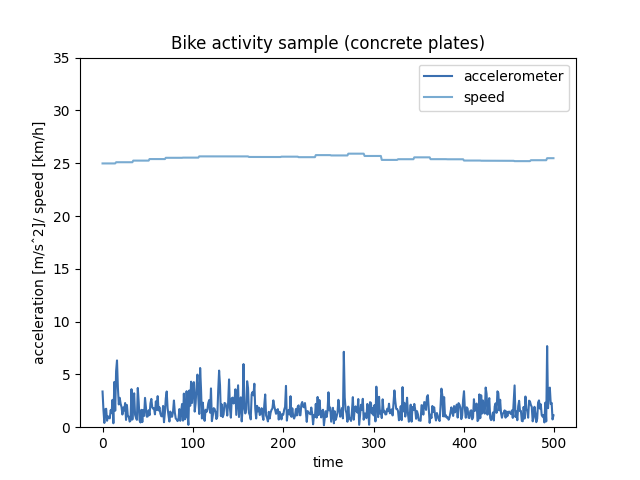 Bike activity sample (concrete plates)
accelerometer
speed
acceleration [m/sˆ2]/ speed [km/h]
35
30
25
20
15
10
5
0
0 100 200 300 400 500
time